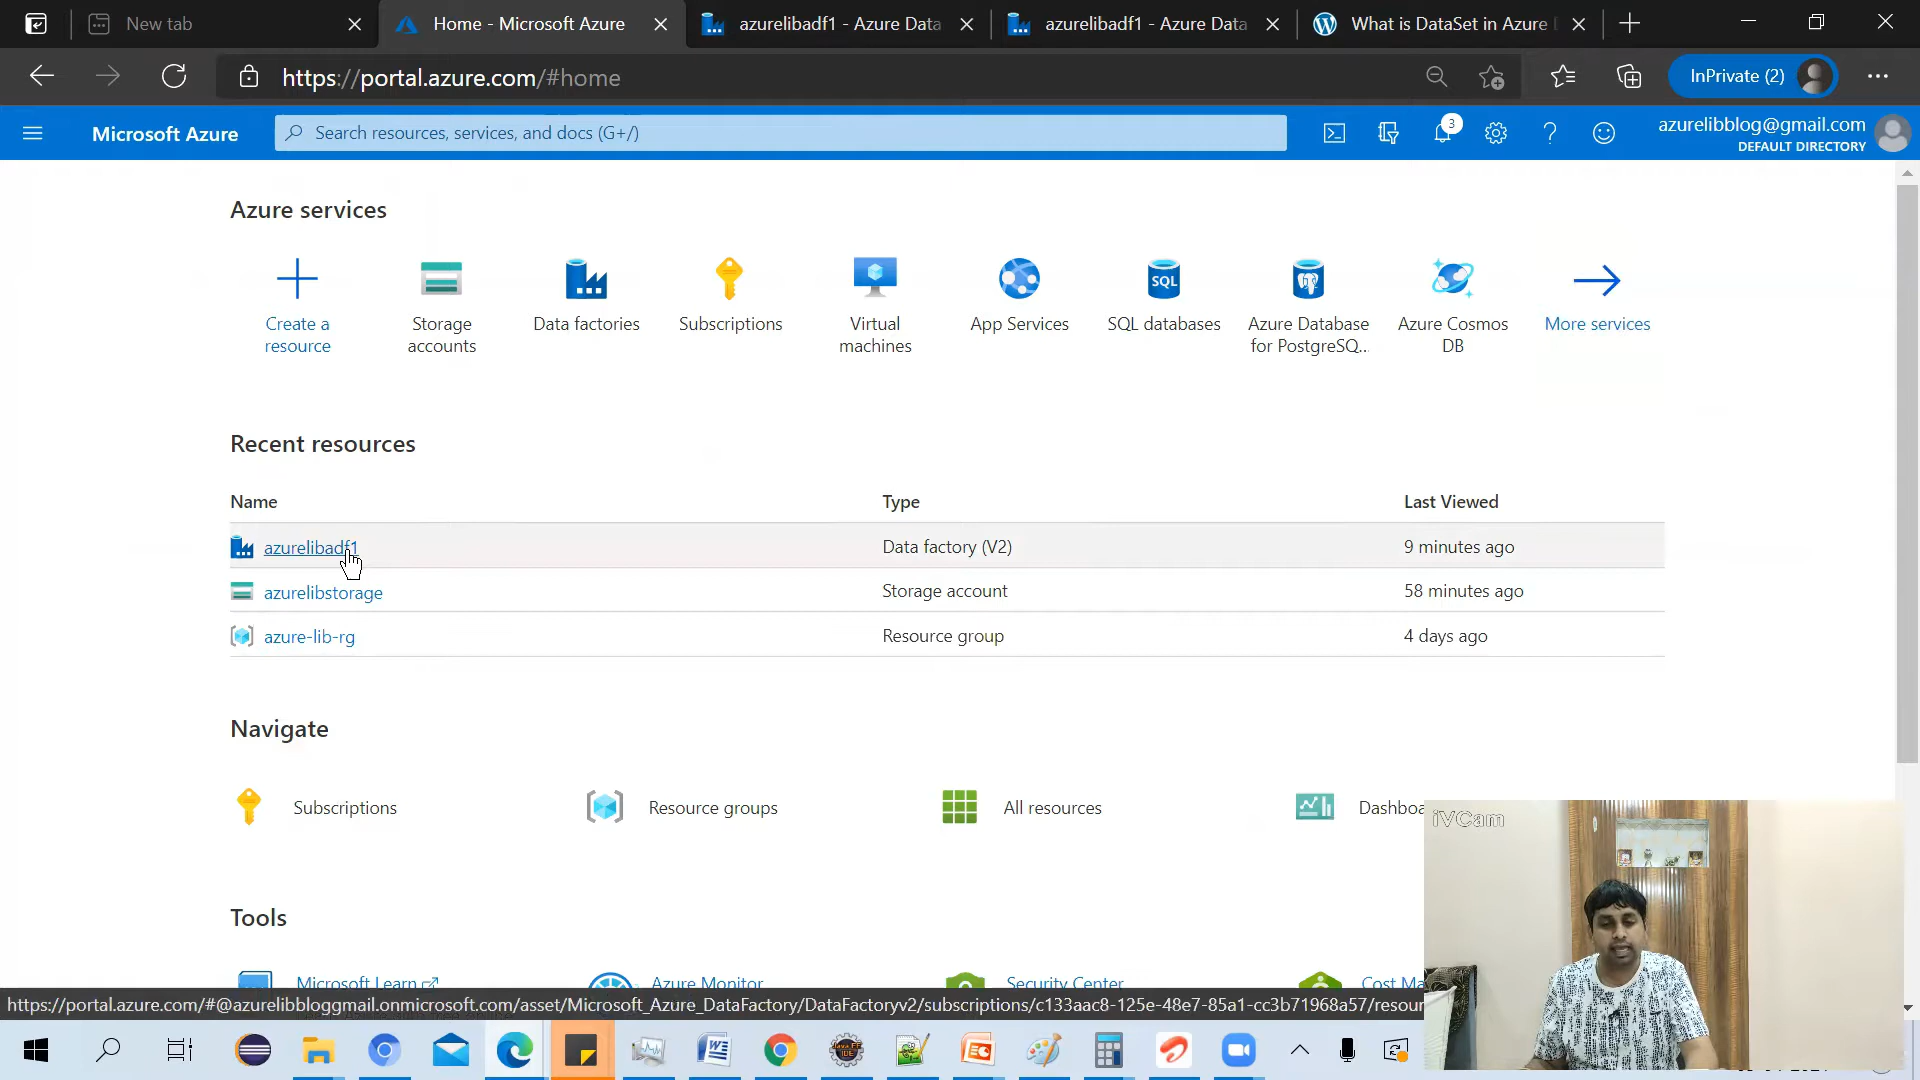 New tab
Home - Microsoft Azure
azurelibadf1 - Azure Data
azurelibadf1 - Azure Data
What is DataSet in Azure
https://portal.azure.com/#home
InPrivate (2)
Microsoft Azure
Search resources, services, and docs (G+/)
3
azurelibblog@gmail.com
DEFAULT DIRECTORY
Azure services
Create a resource
Storage accounts
Data factories
Subscriptions
Virtual machines
App Services
SQL
SQL databases
Azure Database for PostgreSQ...
Azure Cosmos DB
More services
Recent resources
Name Type Last Viewed
azurelibadf1 Data factory (V2) 9 minutes ago
azurelibstorage Storage account 58 minutes ago
azure-lib-rg Resource group 4 days ago
Navigate
Subscriptions Resource groups All resources Dashboa
iVCam
Tools
Microsoft Learn Azure Monitor Security Center Cost Ma
https://portal.azure.com/#@azurelibbloggmail.onmicrosoft.com/asset/Microsoft_Azure_DataFactory/DataFactoryv2/subscriptions/c133aac8-125e-48e7-85a1-cc3b71968a57/resour